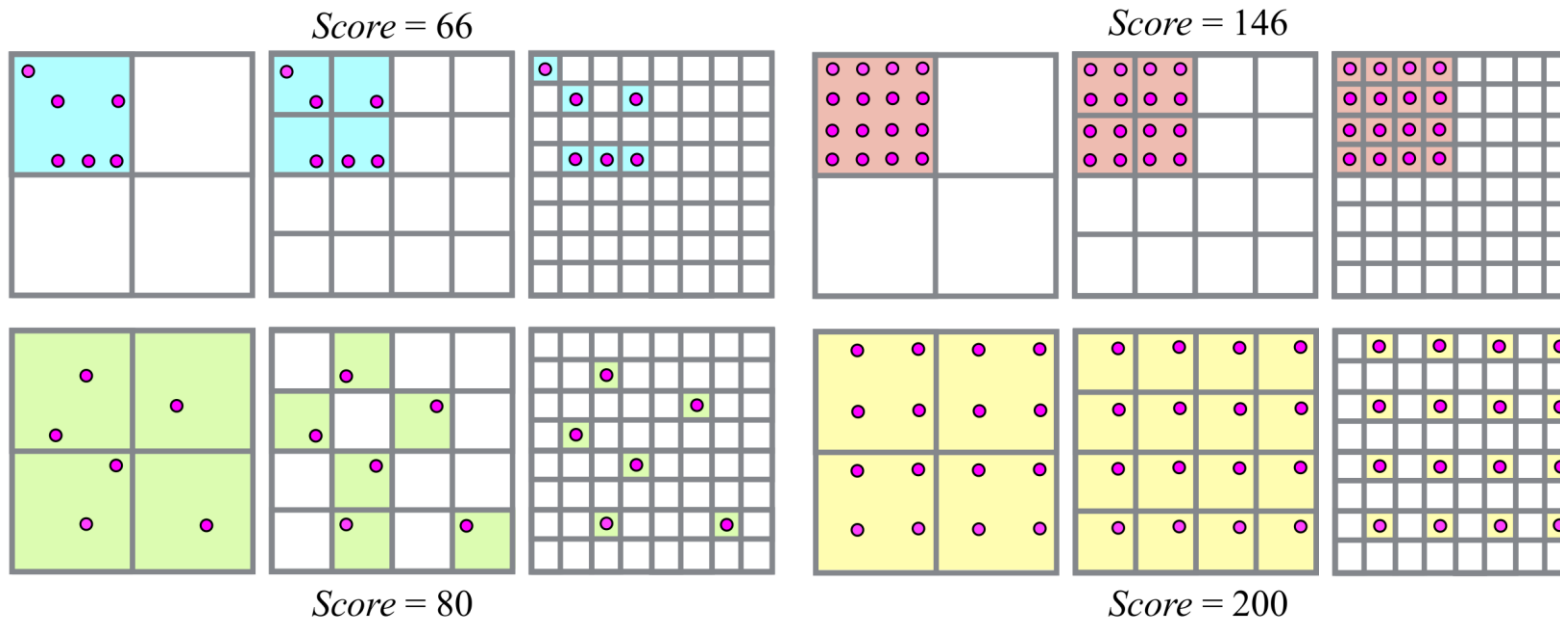 Score = 66
Score = 146
Score = 80
Score = 200